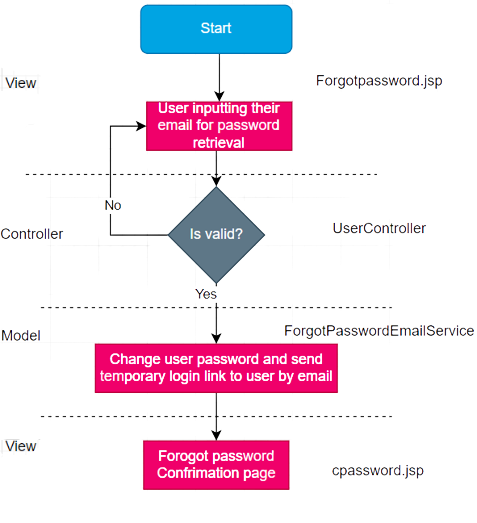 Start
View
Forgotpassword.jsp
User inputting their
email for password
retrieval
No
Controller
Is valid?
UserController
Yes
Model
ForgotPasswordEmailService
Change user password and send
temporary login link to user by email
View
Forogot password
Confrimation page
cpassword.jsp